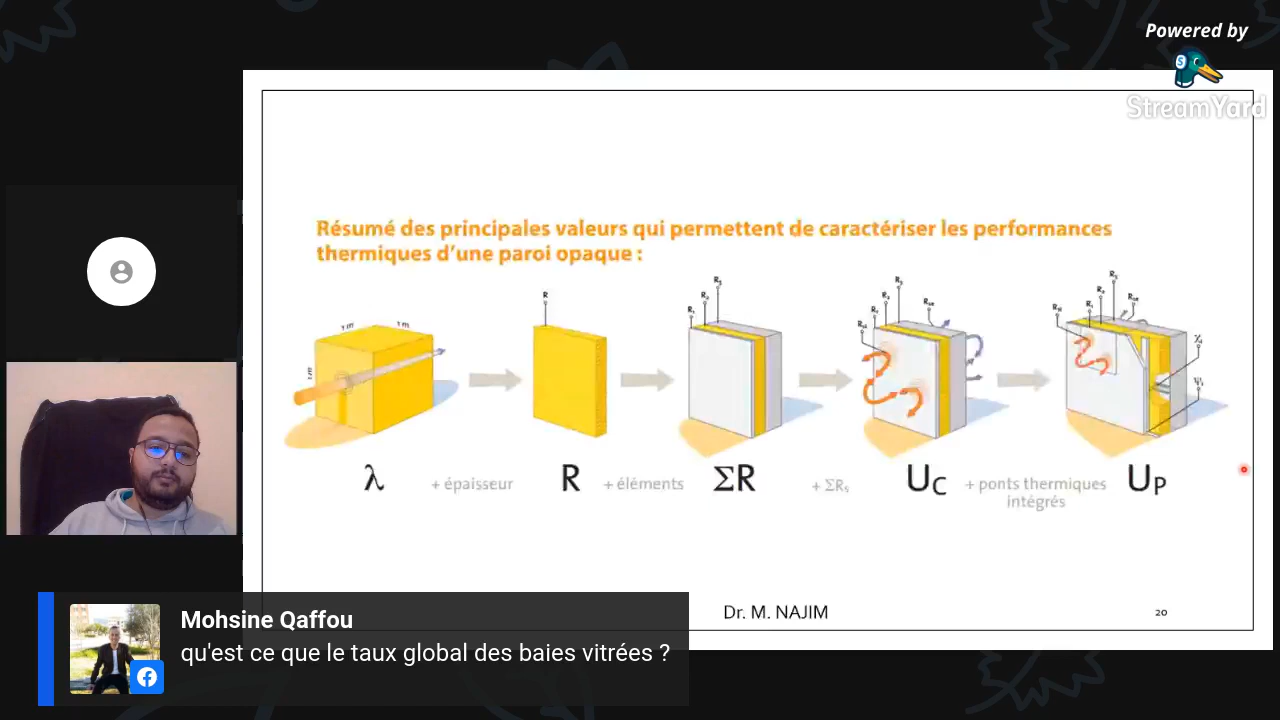 Powered by
StreamYard
Résumé des principales valeurs qui permettent de caractériser les performances
thermiques d'une paroi opaque :
λ + épaisseur R + éléments ΣR + ΣRs UC + ponts thermiques UP
intégrés
Dr. M. NAJIM
20
Mohsine Qaffou
qu'est ce que le taux global des baies vitrées ?